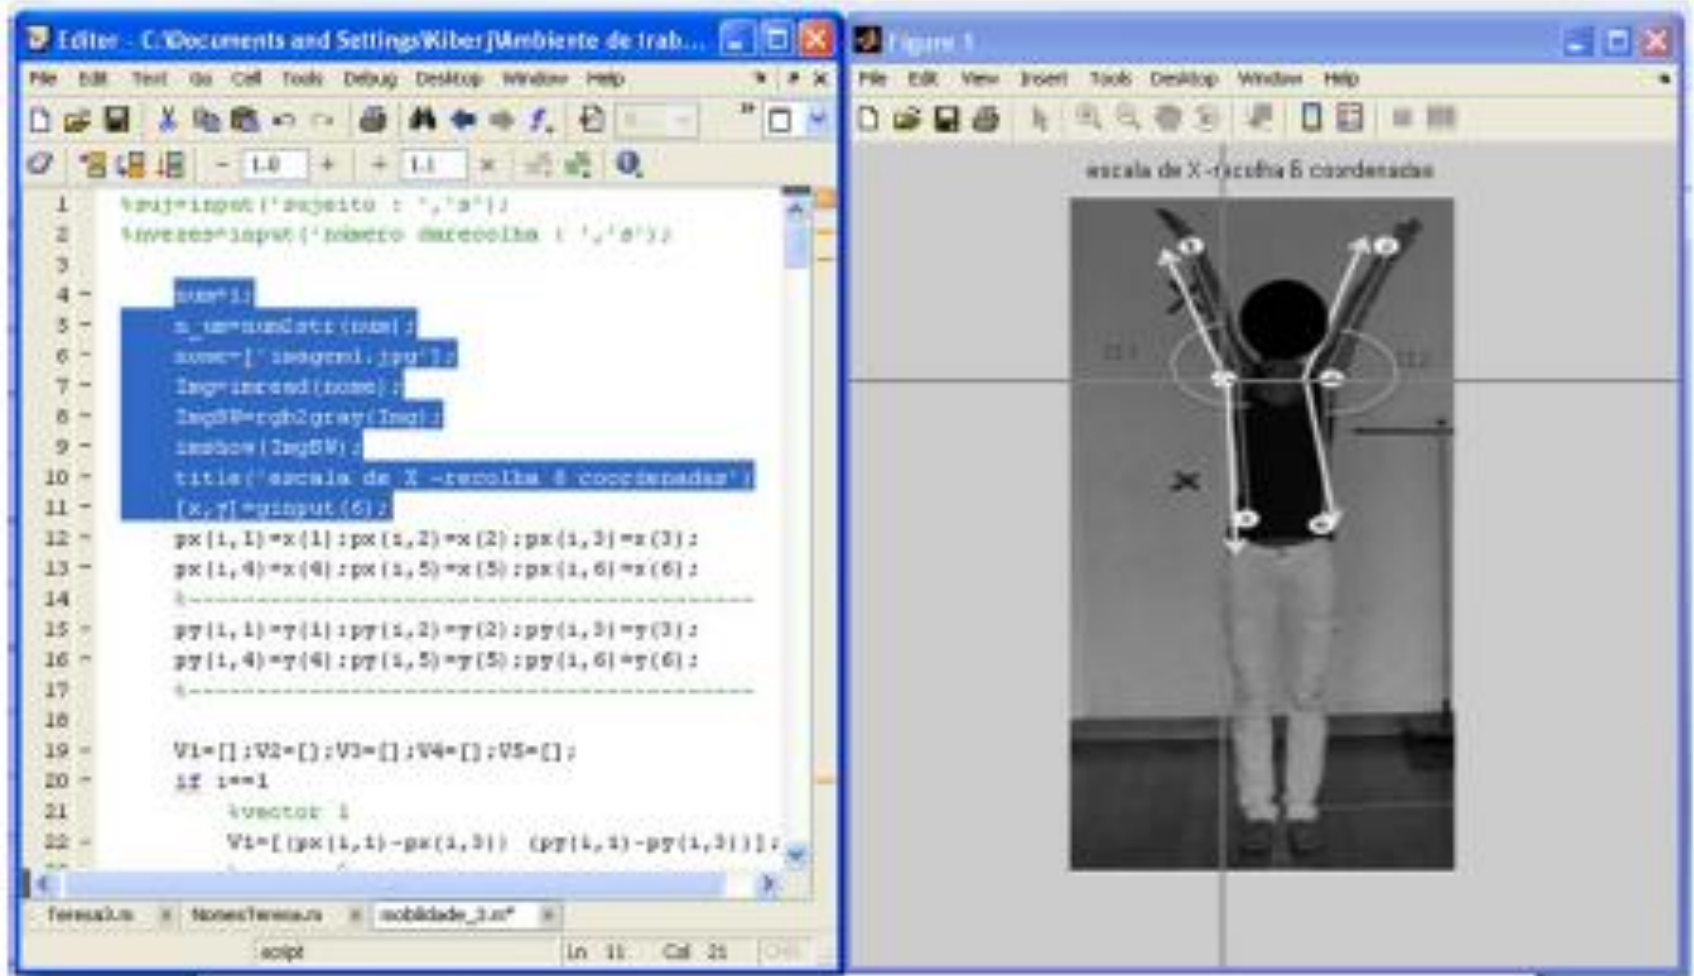 Editor - C:\Documents and Settings\Kiberj\Ambiente de trab...
File Edit Text Go Cell Tools Debug Desktop Window Help
1.0
1.1
1 %suj=input('sujeito : ','s');
2 %nvezes=input('número darecolha : ','s');
3
4 - num=i;
5 - n_um=num2str(num);
6 - nome=['imagem1.jpg'];
7 - Img=imread(nome);
8 - ImgBW=rgb2gray(Img);
9 - imshow(ImgBW);
10 - title('escala de X -recolha 6 coordenadas')
11 - [x,y]=ginput(6);
12 - px(i,1)=x(1);px(i,2)=x(2);px(i,3)=x(3);
13 - px(i,4)=x(4);px(i,5)=x(5);px(i,6)=x(6);
14 %------------------------------------------
15 - py(i,1)=y(1);py(i,2)=y(2);py(i,3)=y(3);
16 - py(i,4)=y(4);py(i,5)=y(5);py(i,6)=y(6);
17 %------------------------------------------
18
19 - V1=[];V2=[];V3=[];V4=[];V5=[];
20 - if i==1
21 %vector 1
22 - V1=[(px(i,1)-px(i,3)) (py(i,1)-py(i,3))];
Teresa3.m NomesTeresa.m mobilidade_3.m*
script Ln 11 Col 21
Figure 1
File Edit View Insert Tools Desktop Window Help
escala de X -recolha 6 coordenadas